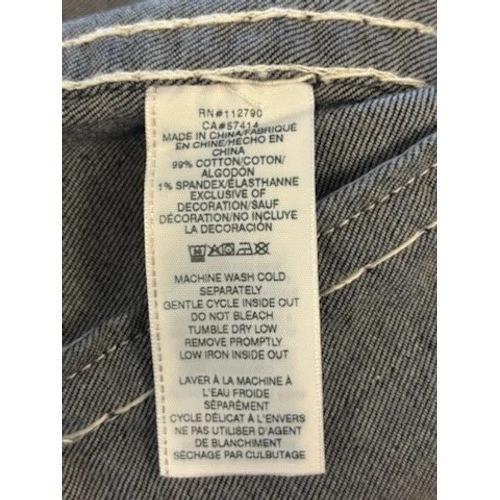 RN#112790
CA#57414
MADE IN CHINA/FABRIQUÉ
EN CHINE/HECHO EN
CHINA
99% COTTON/COTON/
ALGODÓN
1% SPANDEX/ÉLASTHANNE
EXCLUSIVE OF
DECORATION/SAUF
DÉCORATION/NO INCLUYE
LA DECORACIÓN
MACHINE WASH COLD
SEPARATELY
GENTLE CYCLE INSIDE OUT
DO NOT BLEACH
TUMBLE DRY LOW
REMOVE PROMPTLY
LOW IRON INSIDE OUT
LAVER À LA MACHINE À
L'EAU FROIDE
SÉPARÉMENT
CYCLE DÉLICAT À L'ENVERS
NE PAS UTILISER D'AGENT
DE BLANCHIMENT
SÉCHAGE PAR CULBUTAGE